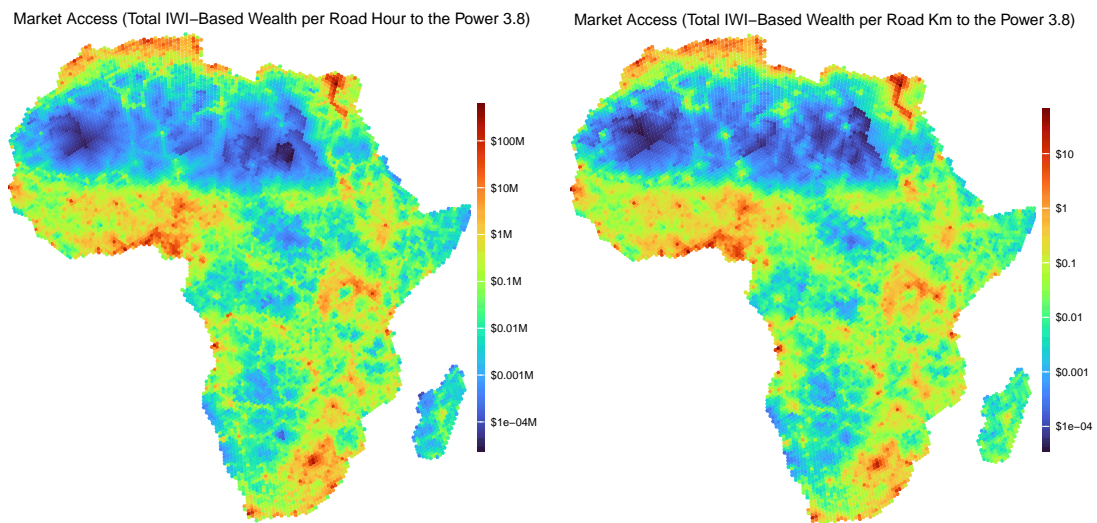 Market Access (Total IWI−Based Wealth per Road Hour to the Power 3.8)
$100M
$10M
$1M
$0.1M
$0.01M
$0.001M
$1e−04M
Market Access (Total IWI−Based Wealth per Road Km to the Power 3.8)
$10
$1
$0.1
$0.01
$0.001
$1e−04